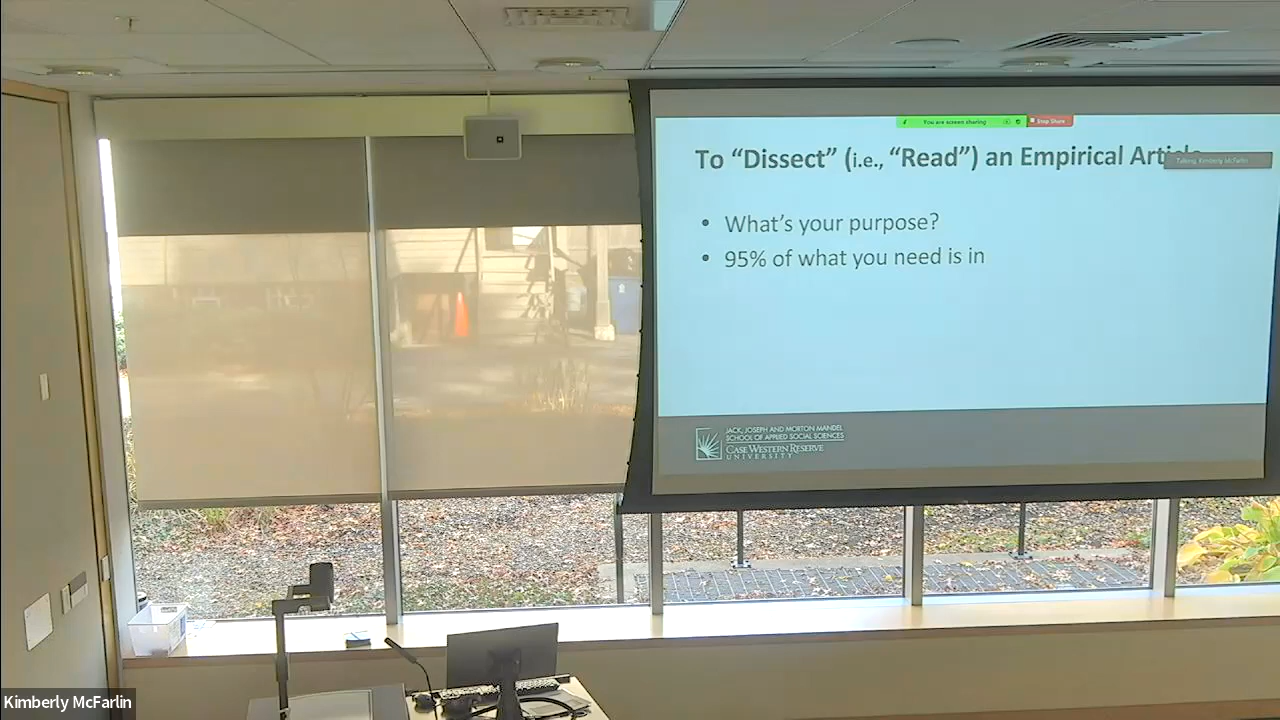 You are screen sharing
Stop Share
To “Dissect” (i.e., “Read”) an Empirical Article
Talking: Kimberly McFarlin
• What’s your purpose?
• 95% of what you need is in
JACK, JOSEPH AND MORTON MANDEL
SCHOOL OF APPLIED SOCIAL SCIENCES
CASE WESTERN RESERVE
UNIVERSITY
Kimberly McFarlin